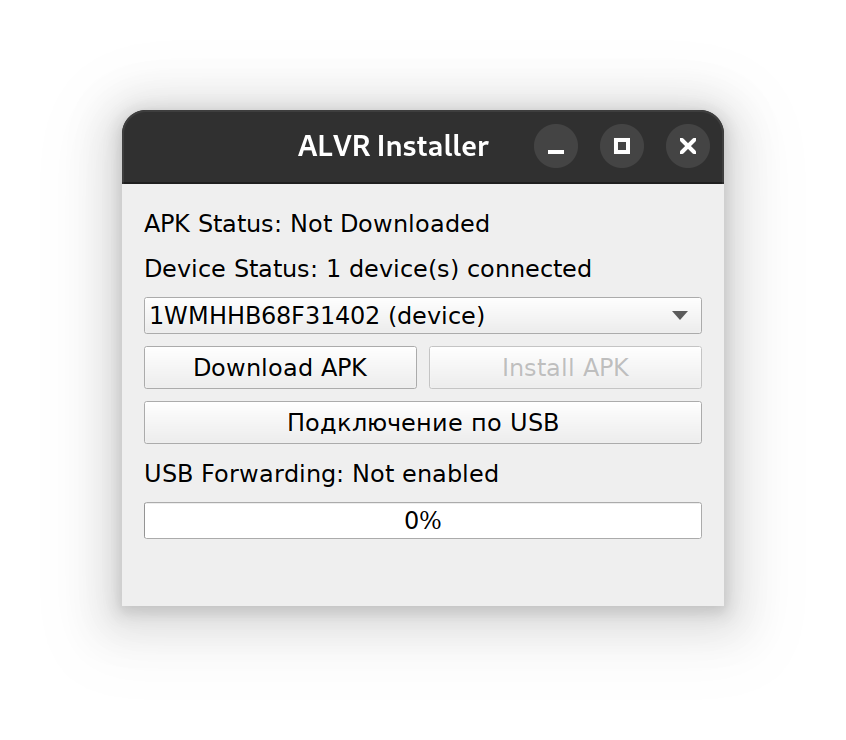 ALVR Installer
APK Status: Not Downloaded
Device Status: 1 device(s) connected
1WMHHB68F31402 (device)
Download APK
Install APK
Подключение по USB
USB Forwarding: Not enabled
0%